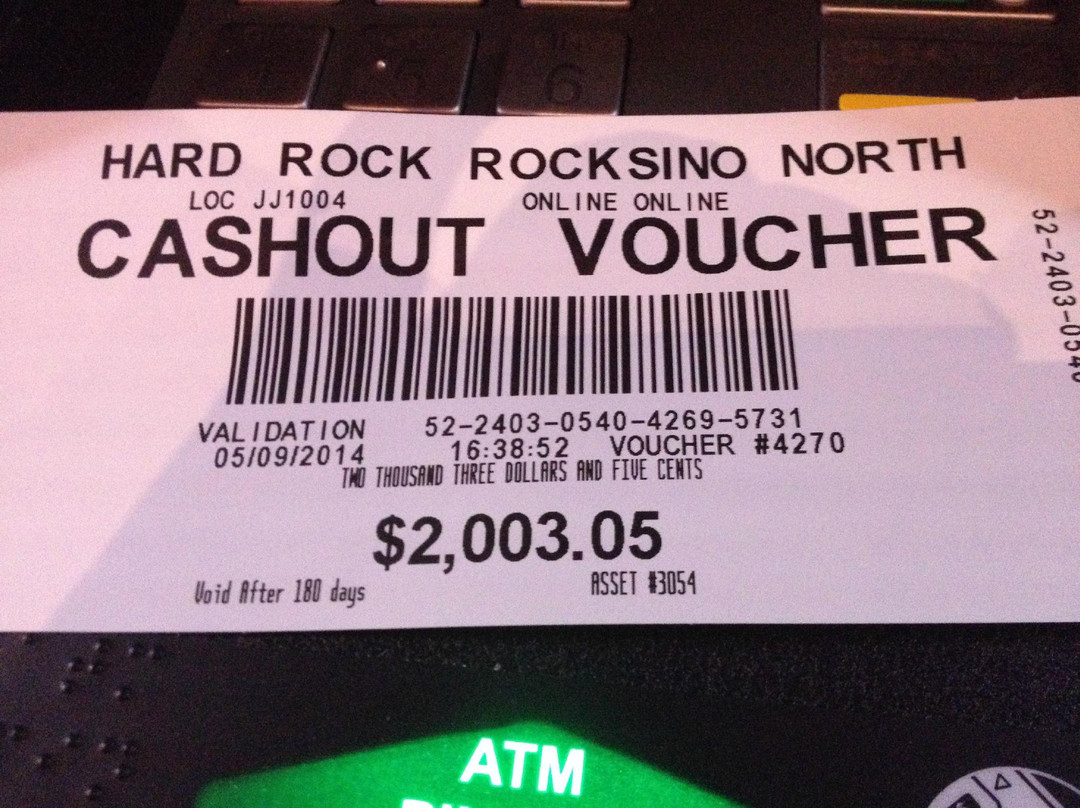 6
HARD ROCK ROCKSINO NORTH
LOC JJ1004 ONLINE ONLINE
CASHOUT VOUCHER
VALIDATION 52-2403-0540-4269-5731
05/09/2014 16:38:52 VOUCHER #4270
TWO THOUSAND THREE DOLLARS AND FIVE CENTS
$2,003.05
Void After 180 days ASSET #3054
52-2403-0540
ATM